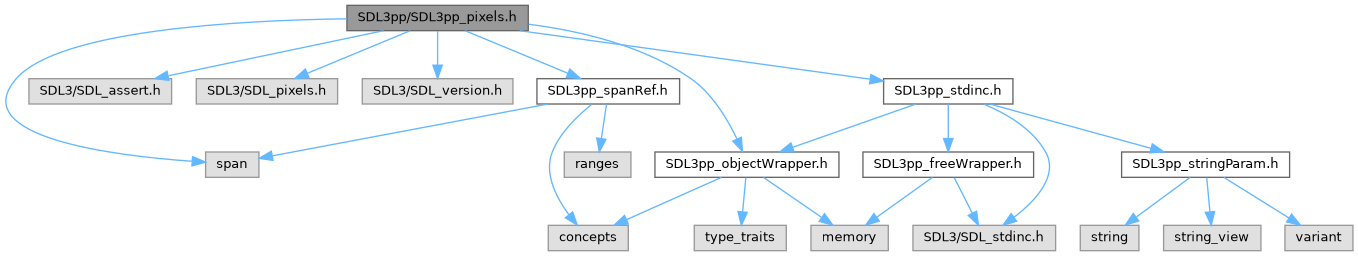 SDL3pp/SDL3pp_pixels.h
SDL3/SDL_assert.h
SDL3/SDL_pixels.h
SDL3/SDL_version.h
SDL3pp_spanRef.h
SDL3pp_stdinc.h
span
ranges
SDL3pp_objectWrapper.h
SDL3pp_freeWrapper.h
SDL3pp_stringParam.h
concepts
type_traits
memory
SDL3/SDL_stdinc.h
string
string_view
variant